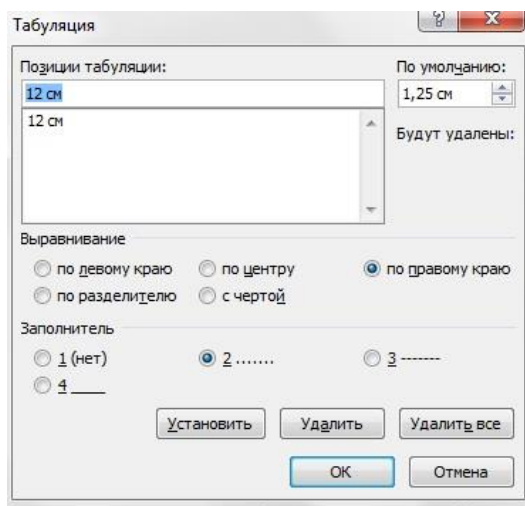 Табуляция
Позиции табуляции: По умолчанию:
12 см 1,25 см
12 см
Будут удалены:
Выравнивание
по левому краю по центру по правому краю
по разделителю с чертой
Заполнитель
1 (нет) 2 ....... 3 -------
4 ____
Установить Удалить Удалить все
ОК Отмена